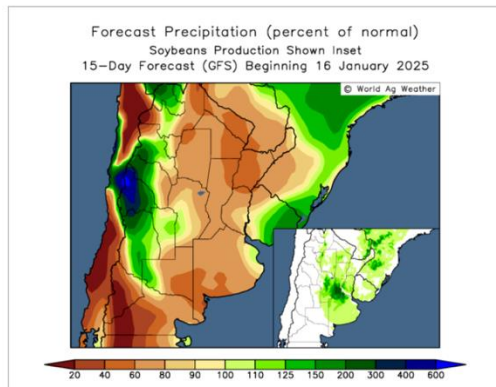 Forecast Precipitation (percent of normal)
Soybeans Production Shown Inset
15-Day Forecast (GFS) Beginning 16 January 2025
© World Ag Weather
20 40 60 80 90 100 110 125 150 200 300 400 600